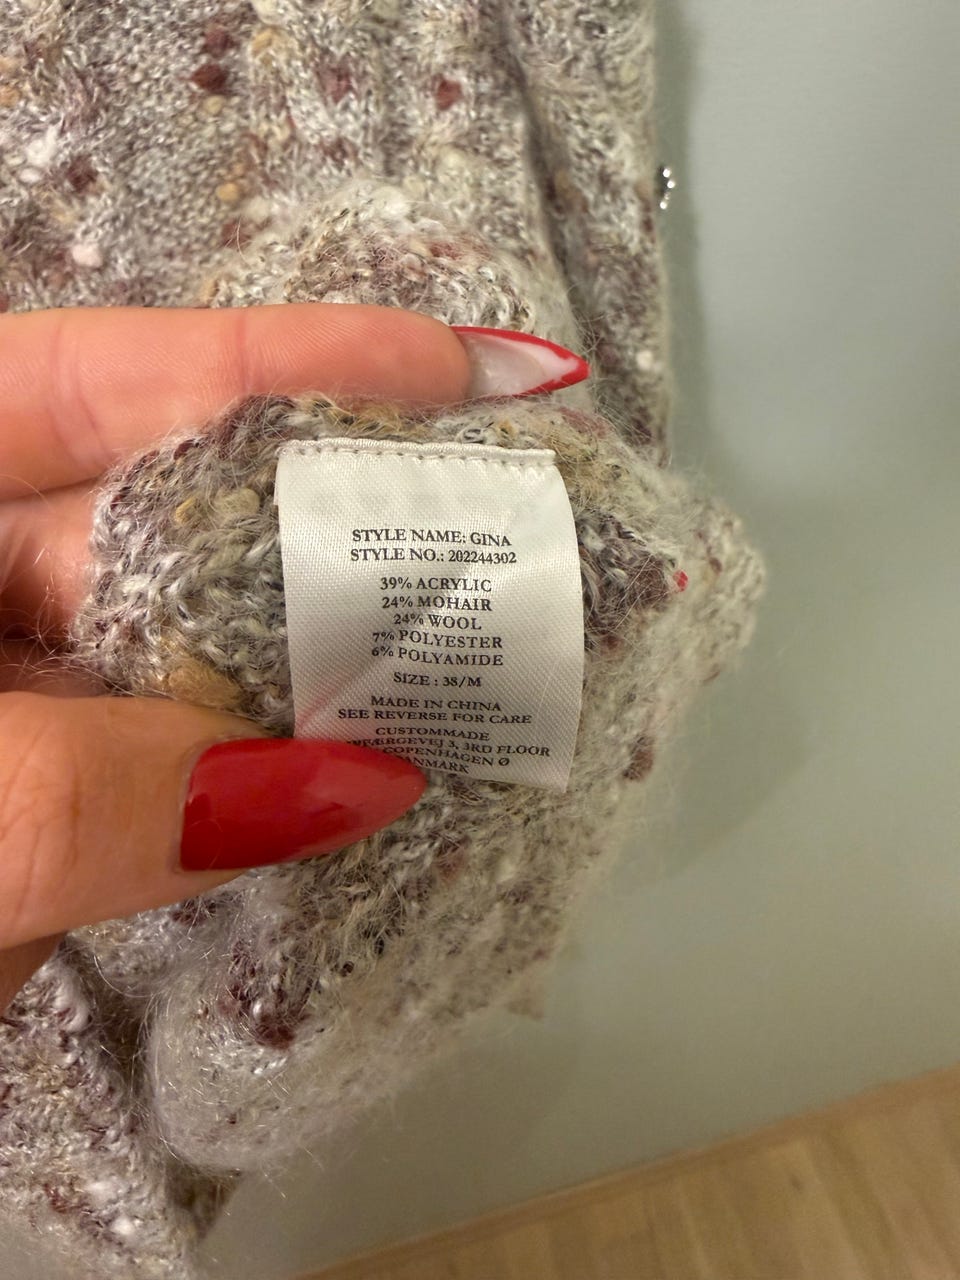 STYLE NAME: GINA
STYLE NO.: 202244302
39% ACRYLIC
24% MOHAIR
24% WOOL
7% POLYESTER
6% POLYAMIDE
SIZE : 38/M
MADE IN CHINA
SEE REVERSE FOR CARE
CUSTOMMADE
3, 3RD FLOOR
COPENHAGEN Ø